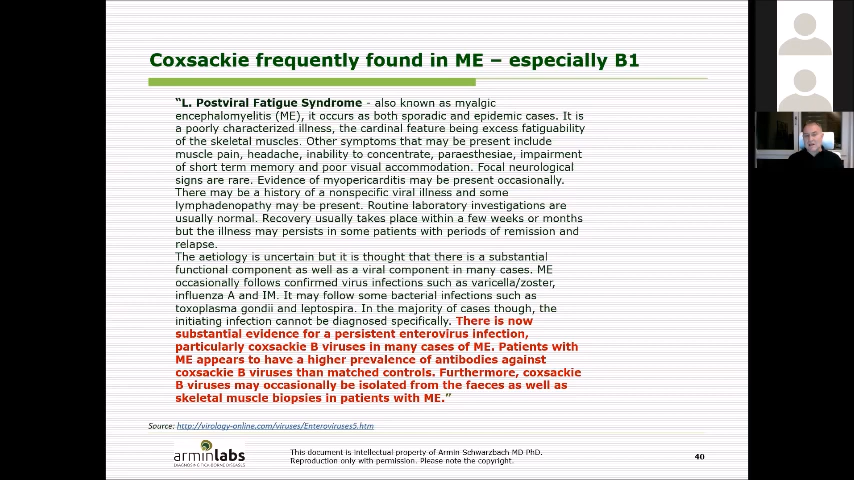 Coxsackie frequently found in ME – especially B1
“L. Postviral Fatigue Syndrome - also known as myalgic
encephalomyelitis (ME), it occurs as both sporadic and epidemic cases. It is
a poorly characterized illness, the cardinal feature being excess fatiguability
of the skeletal muscles. Other symptoms that may be present include
muscle pain, headache, inability to concentrate, paraesthesiae, impairment
of short term memory and poor visual accommodation. Focal neurological
signs are rare. Evidence of myopericarditis may be present occasionally.
There may be a history of a nonspecific viral illness and some
lymphadenopathy may be present. Routine laboratory investigations are
usually normal. Recovery usually takes place within a few weeks or months
but the illness may persists in some patients with periods of remission and
relapse.
The aetiology is uncertain but it is thought that there is a substantial
functional component as well as a viral component in many cases. ME
occasionally follows confirmed virus infections such as varicella/zoster,
influenza A and IM. It may follow some bacterial infections such as
toxoplasma gondii and leptospira. In the majority of cases though, the
initiating infection cannot be diagnosed specifically. There is now
substantial evidence for a persistent enterovirus infection,
particularly coxsackie B viruses in many cases of ME. Patients with
ME appears to have a higher prevalence of antibodies against
coxsackie B viruses than matched controls. Furthermore, coxsackie
B viruses may occasionally be isolated from the faeces as well as
skeletal muscle biopsies in patients with ME.”
Source: http://virology-online.com/viruses/Enteroviruses5.htm
arminlabs
DIAGNOSING TICK-BORNE DISEASES
This document is intellectual property of Armin Schwarzbach MD PhD.
Reproduction only with permission. Please note the copyright.
40